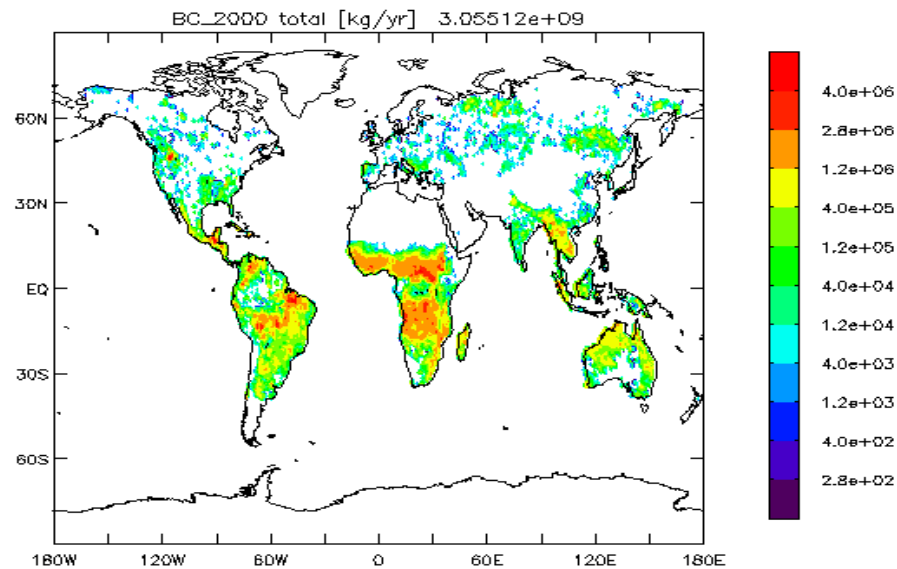 BC_2000 total [kg/yr] 3.05512e+09
60N
30N
EQ
30S
60S
180W 120W 60W 0 60E 120E 180E
4.0e+06
2.8e+06
1.2e+06
4.0e+05
1.2e+05
4.0e+04
1.2e+04
4.0e+03
1.2e+03
4.0e+02
2.8e+02